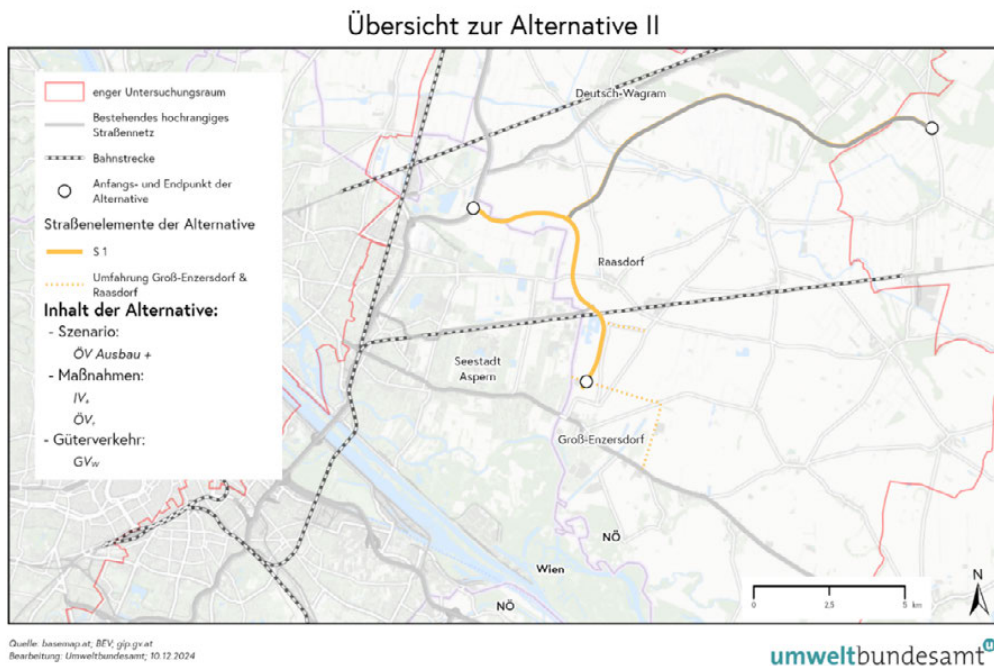 Übersicht zur Alternative II
enger Untersuchungsraum
Bestehendes hochrangiges
Straßennetz
Bahnstrecke
Anfangs- und Endpunkt der
Alternative
Straßenelemente der Alternative
S 1
Umfahrung Groß-Enzersdorf &
Raasdorf
Inhalt der Alternative:
- Szenario:
ÖV Ausbau +
- Maßnahmen:
IV
ÖV
- Güterverkehr:
GVw
Deutsch-Wagram
Raasdorf
Seestadt
Aspern
Groß-Enzersdorf
NÖ
Wien
NÖ
0 2,5 5 km
N
Quelle: basemap.at; BEV; gip.gv.at
Bearbeitung: Umweltbundesamt; 10.12.2024
umweltbundesamt